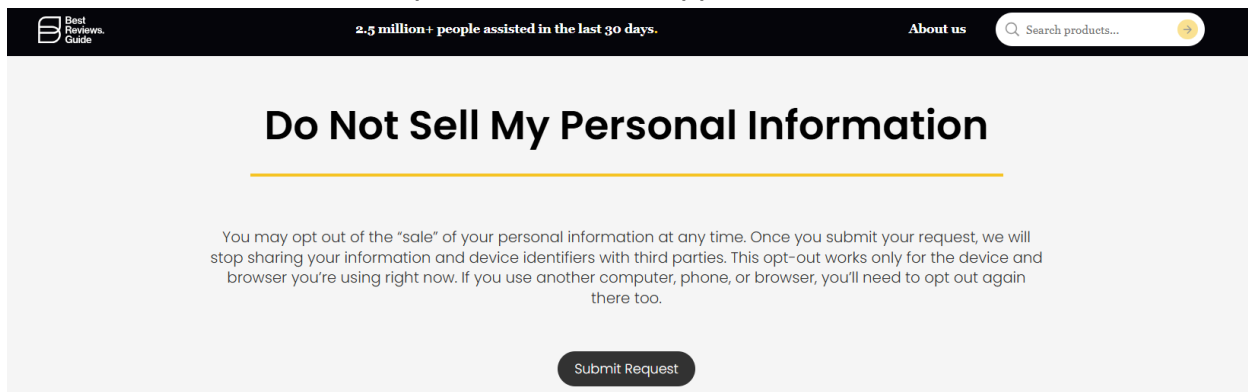 Best
Reviews.
Guide
2.5 million+ people assisted in the last 30 days.
About us
Search products...
Do Not Sell My Personal Information
You may opt out of the “sale” of your personal information at any time. Once you submit your request, we will
stop sharing your information and device identifiers with third parties. This opt-out works only for the device and
browser you’re using right now. If you use another computer, phone, or browser, you’ll need to opt out again
there too.
Submit Request